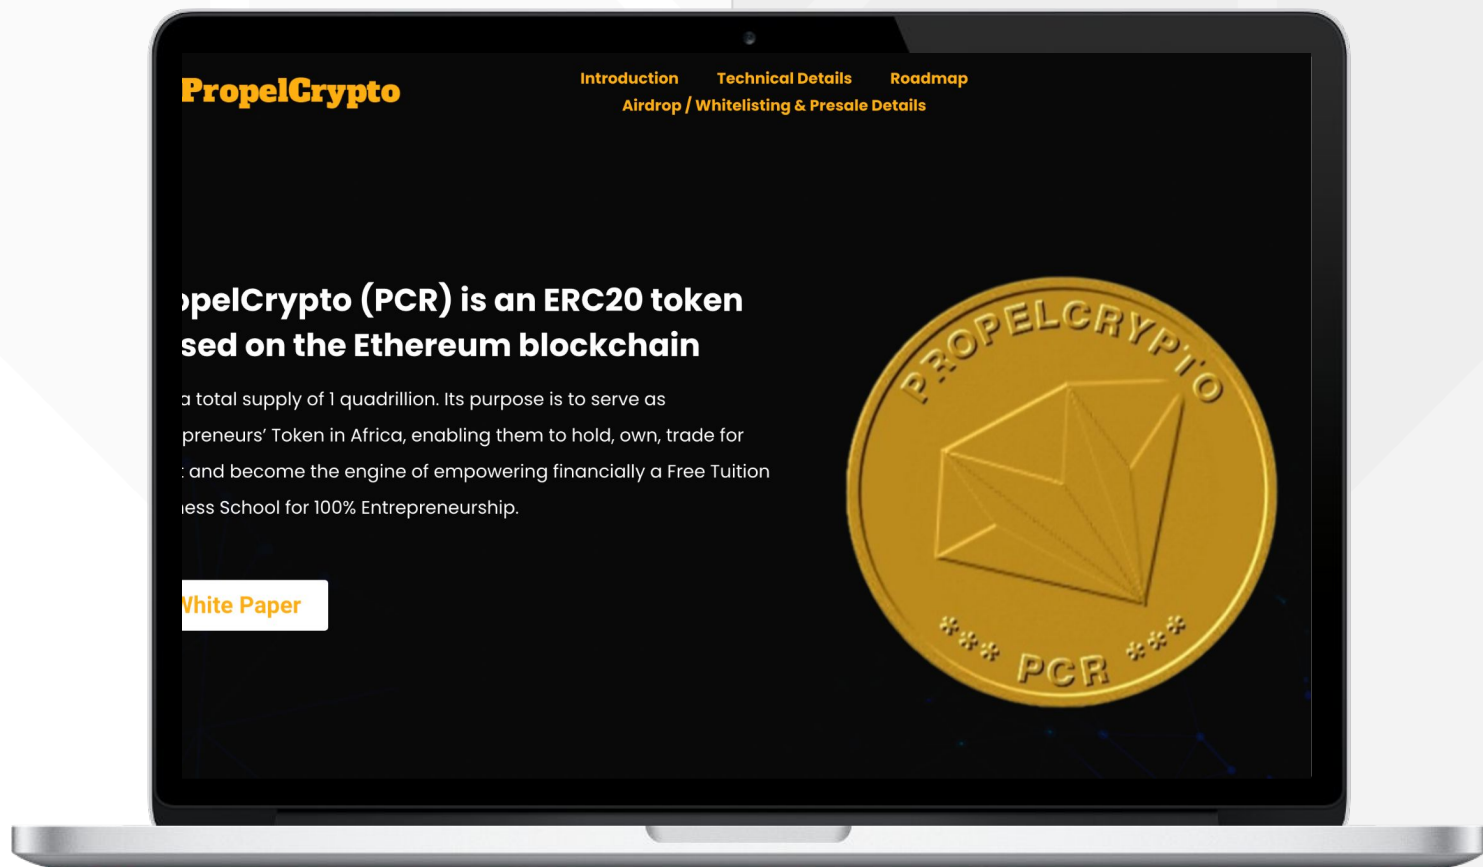 PropelCrypto
Introduction Technical Details Roadmap
Airdrop / Whitelisting & Presale Details
opelCrypto (PCR) is an ERC20 token
sed on the Ethereum blockchain
a total supply of 1 quadrillion. Its purpose is to serve as
preneurs’ Token in Africa, enabling them to hold, own, trade for
and become the engine of empowering financially a Free Tuition
ess School for 100% Entrepreneurship.
White Paper
PROPELCRYPTO
*** PCR ***